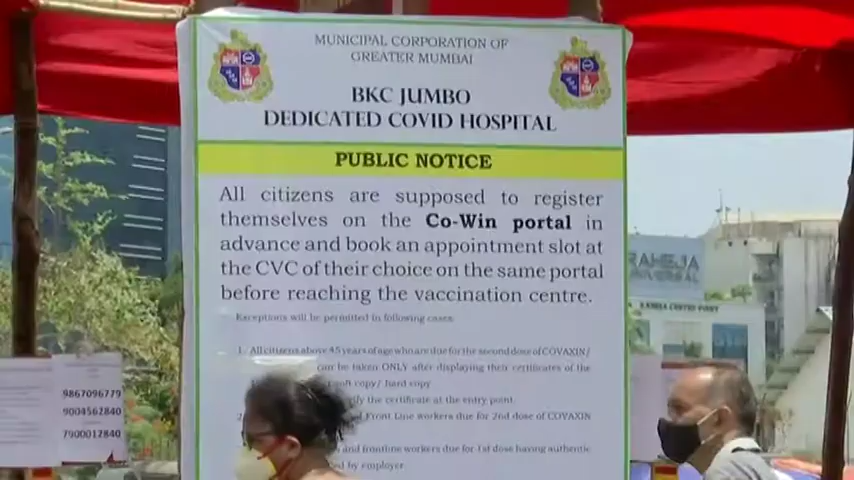 MUNICIPAL CORPORATION OF
GREATER MUMBAI
BKC JUMBO
DEDICATED COVID HOSPITAL
PUBLIC NOTICE
All citizens are supposed to register
themselves on the Co-Win portal in
advance and book an appointment slot at
the CVC of their choice on the same portal
before reaching the vaccination centre.
Exceptions will be permitted in following cases
1. All citizens above 45 years of age who are due for the second dose of COVAXIN/
can be taken ONLY after displaying their certificates of the
soft copy/ hard copy
the certificate at the entry point.
2.
Front Line workers due for 2nd dose of COVAXIN
and frontline workers due for 1st dose having authentic
by employer
9867096779
9004562840
7900012840
RAHEJA
UNIVERSAL